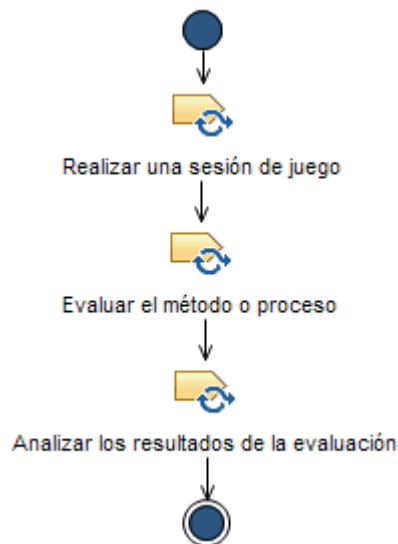 Realizar una sesión de juego
Evaluar el método o proceso
Analizar los resultados de la evaluación